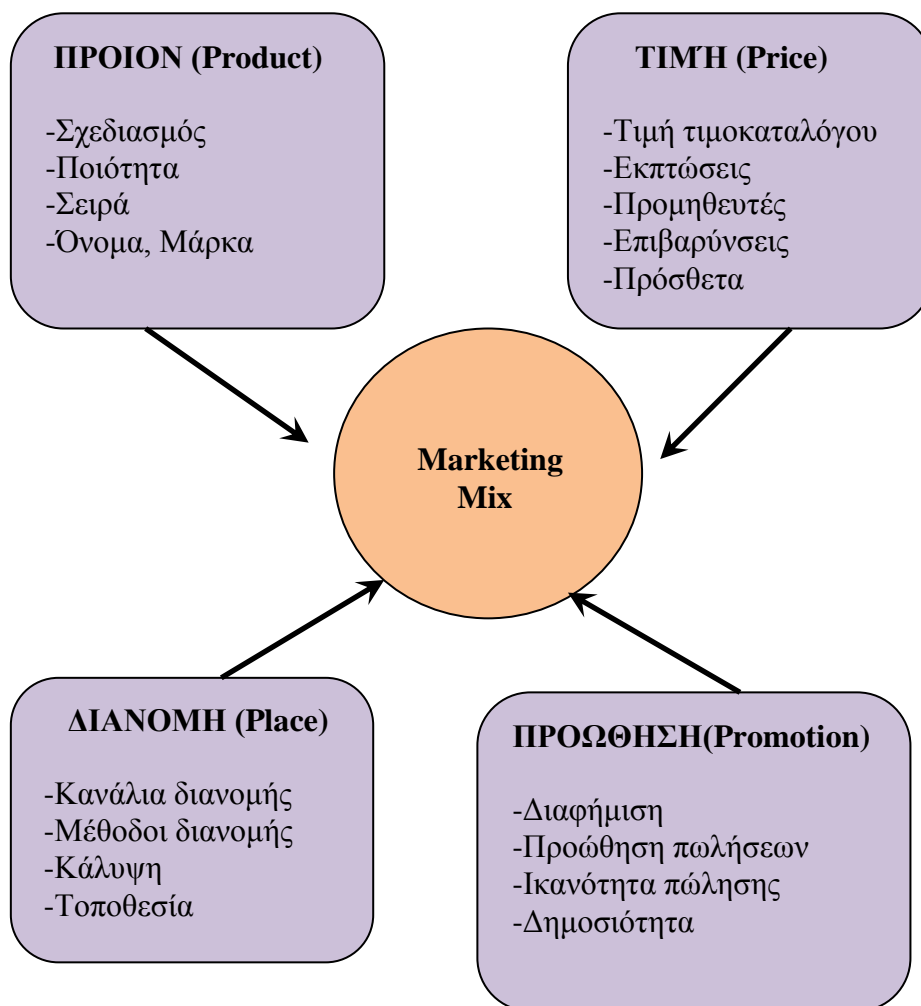 ΠΡΟΙΟΝ (Product)
-Σχεδιασμός
-Ποιότητα
-Σειρά
-Όνομα, Μάρκα
ΤΙΜΉ (Price)
-Τιμή τιμοκαταλόγου
-Εκπτώσεις
-Προμηθευτές
-Επιβαρύνσεις
-Πρόσθετα
Marketing
Mix
ΔΙΑΝΟΜΗ (Place)
-Κανάλια διανομής
-Μέθοδοι διανομής
-Κάλυψη
-Τοποθεσία
ΠΡΟΩΘΗΣΗ(Promotion)
-Διαφήμιση
-Προώθηση πωλήσεων
-Ικανότητα πώλησης
-Δημοσιότητα